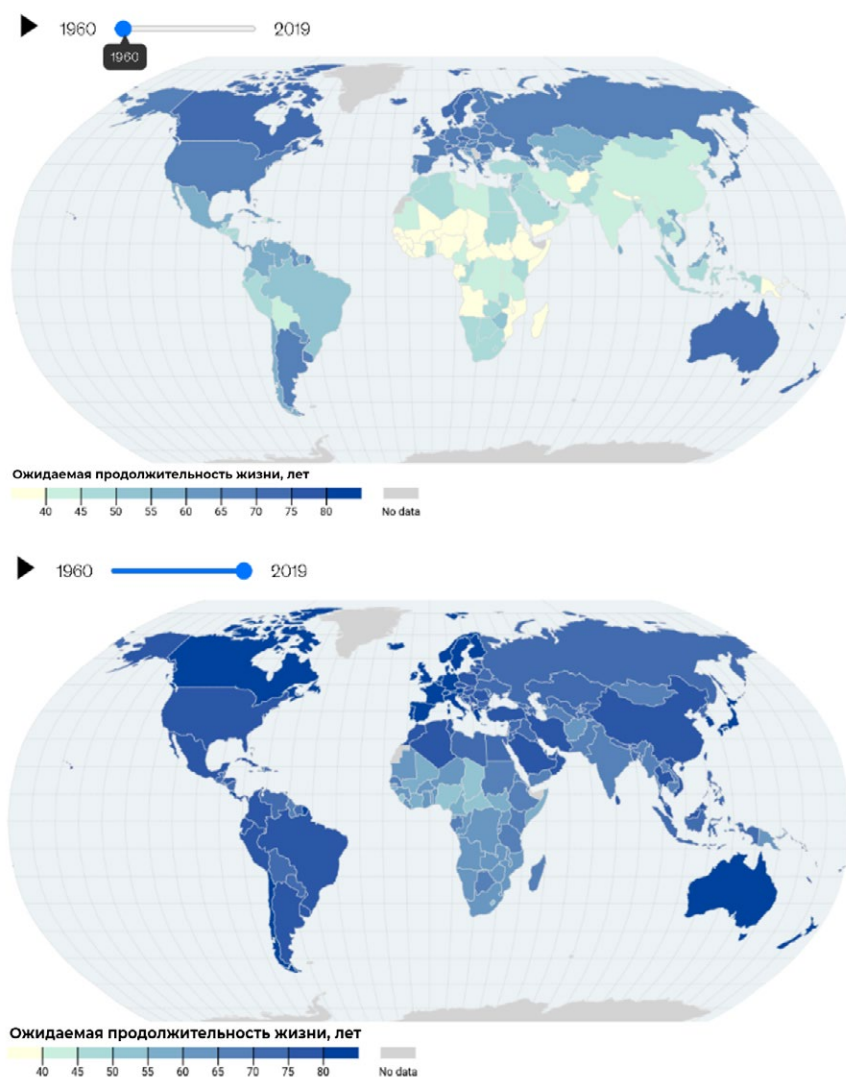 1960 2019
1960
Ожидаемая продолжительность жизни, лет
40 45 50 55 60 65 70 75 80 No data
1960 2019
Ожидаемая продолжительность жизни, лет
40 45 50 55 60 65 70 75 80 No data